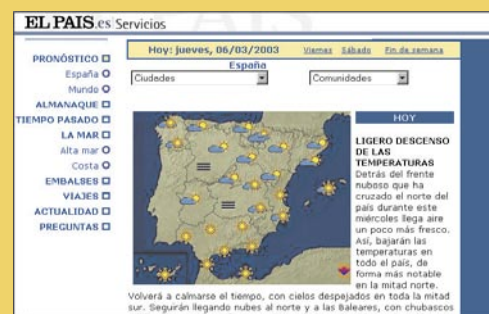 EL PAIS.es Servicios
Hoy: jueves, 06/03/2003 Viernes Sábado Fin de semana
España
Ciudades Comunidades
PRONÓSTICO
España
Mundo
ALMANAQUE
TIEMPO PASADO
LA MAR
Alta mar
Costa
EMBALSES
VIAJES
ACTUALIDAD
PREGUNTAS
HOY
LIGERO DESCENSO
DE LAS
TEMPERATURAS
Detrás del frente
nuboso que ha
cruzado el norte del
país durante este
miércoles llega aire
un poco más fresco.
Así, bajarán las
temperaturas en
todo el país, de
forma más notable
en la mitad norte.
Volverá a calmarse el tiempo, con cielos despejados en toda la mitad
sur. Seguirán llegando nubes al norte y a las Baleares, con chubascos